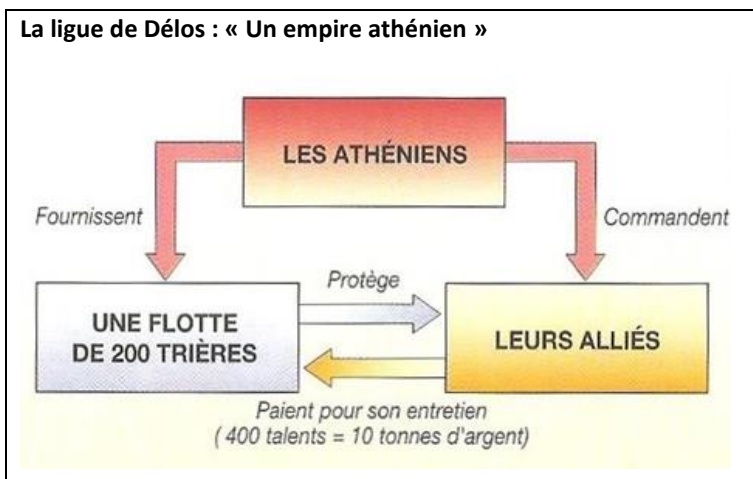 La ligue de Délos : « Un empire athénien »
LES ATHÉNIENS
Fournissent
Commandent
Protège
UNE FLOTTE
DE 200 TRIÈRES
LEURS ALLIÉS
Paient pour son entretien
( 400 talents = 10 tonnes d'argent)